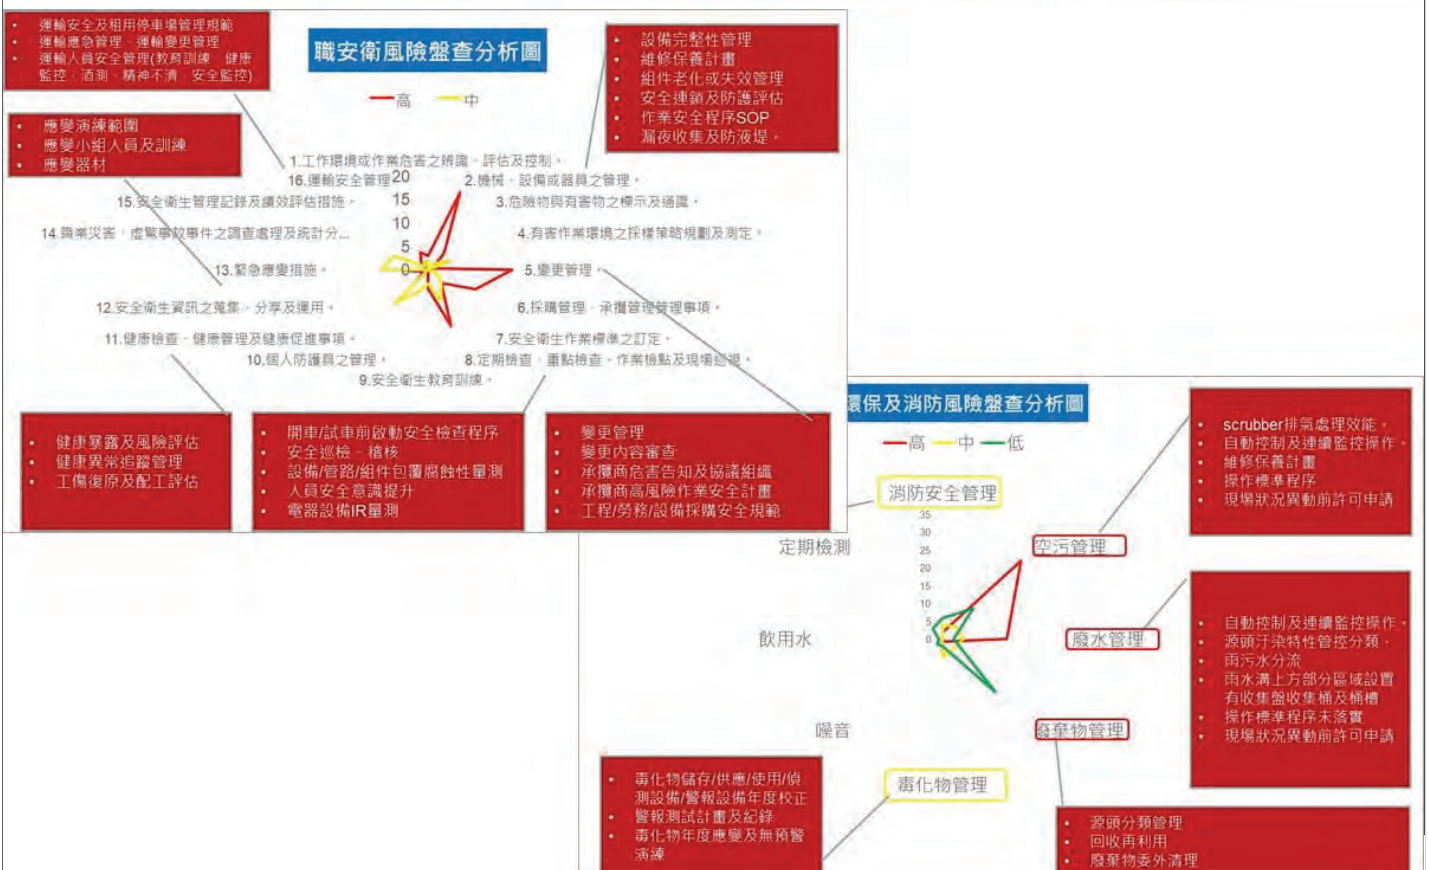 運輸安全及租用停車場管理規範
運輸應急管理、運輸變更管理
運輸人員安全管理(教育訓練、健康
監控、酒測、精神不濟、安全監控)
應變演練範圍
應變小組人員及訓練
應變器材
職安衛風險盤查分析圖
高
中
設備完整性管理
維修保養計畫
組件老化或失效管理
安全連鎖及防護評估
作業安全程序SOP
漏夜收集及防液堤。
1.工作環境或作業危害之辨識、評估及控制。
2.機械、設備或器具之管理。
3.危險物與有害物之標示及通識。
4.有害作業環境之採樣策略規劃及測定。
5.變更管理。
6.採購管理、承攬管理管理事項。
7.安全衛生作業標準之訂定。
8.定期檢查、重點檢查、作業檢點及現場巡視。
9.安全衛生教育訓練。
10.個人防護具之管理。
11.健康檢查、健康管理及健康促進事項。
12.安全衛生資訊之蒐集、分享及運用。
13.緊急應變措施。
14.職業災害、虛驚事故事件之調查處理及統計分...
15.安全衛生管理記錄及績效評估措施。
16.運輸安全管理
20
15
10
5
0
健康暴露及風險評估
健康異常追蹤管理
工傷復原及配工評估
開車/試車前啟動安全檢查程序
安全巡檢、稽核
設備/管路/組件包覆腐蝕性量測
人員安全意識提升
電器設備IR量測
變更管理
變更內容審查
承攬商危害告知及協議組織
承攬商高風險作業安全計畫
工程/勞務/設備採購安全規範
環保及消防風險盤查分析圖
高
中
低
消防安全管理
空污管理
廢水管理
廢棄物管理
毒化物管理
噪音
飲用水
定期檢測
35
30
25
20
15
10
5
0
scrubber排氣處理效能。
自動控制及連續監控操作。
維修保養計畫
操作標準程序
現場狀況異動前許可申請
自動控制及連續監控操作。
源頭汙染特性管控分類。
雨污水分流
雨水溝上方部分區域設置
有收集盤收集桶及桶槽
操作標準程序未落實
現場狀況異動前許可申請
毒化物儲存/供應/使用/偵
測設備/警報設備年度校正
警報測試計畫及紀錄
毒化物年度應變及無預警
演練
源頭分類管理
回收再利用
廢棄物委外清理